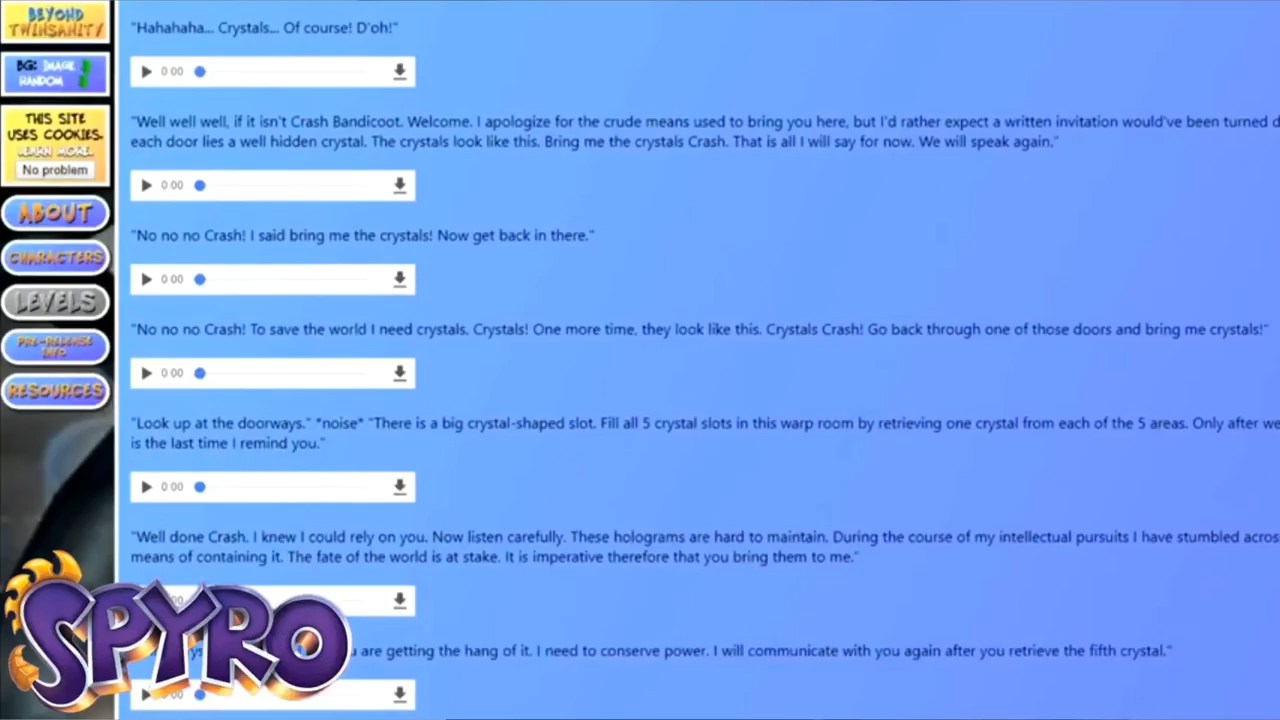 BEYOND
TWINSANITY
BG: IMAGE
RANDOM
THIS SITE
USES COOKIES.
LEARN MORE.
No problem
ABOUT
CHARACTERS
LEVELS
PRE-RELEASE
INFO
RESOURCES
"Hahahaha... Crystals... Of course! D'oh!"
0:00
"Well well well, if it isn't Crash Bandicoot. Welcome. I apologize for the crude means used to bring you here, but I'd rather expect a written invitation would've been turned d
each door lies a well hidden crystal. The crystals look like this. Bring me the crystals Crash. That is all I will say for now. We will speak again."
0:00
"No no no Crash! I said bring me the crystals! Now get back in there."
0:00
"No no no Crash! To save the world I need crystals. Crystals! One more time, they look like this. Crystals Crash! Go back through one of those doors and bring me crystals!"
0:00
"Look up at the doorways." *noise* "There is a big crystal-shaped slot. Fill all 5 crystal slots in this warp room by retrieving one crystal from each of the 5 areas. Only after we
is the last time I remind you."
0:00
"Well done Crash. I knew I could rely on you. Now listen carefully. These holograms are hard to maintain. During the course of my intellectual pursuits I have stumbled acros
means of containing it. The fate of the world is at stake. It is imperative therefore that you bring them to me."
are getting the hang of it. I need to conserve power. I will communicate with you again after you retrieve the fifth crystal."
SPYRO